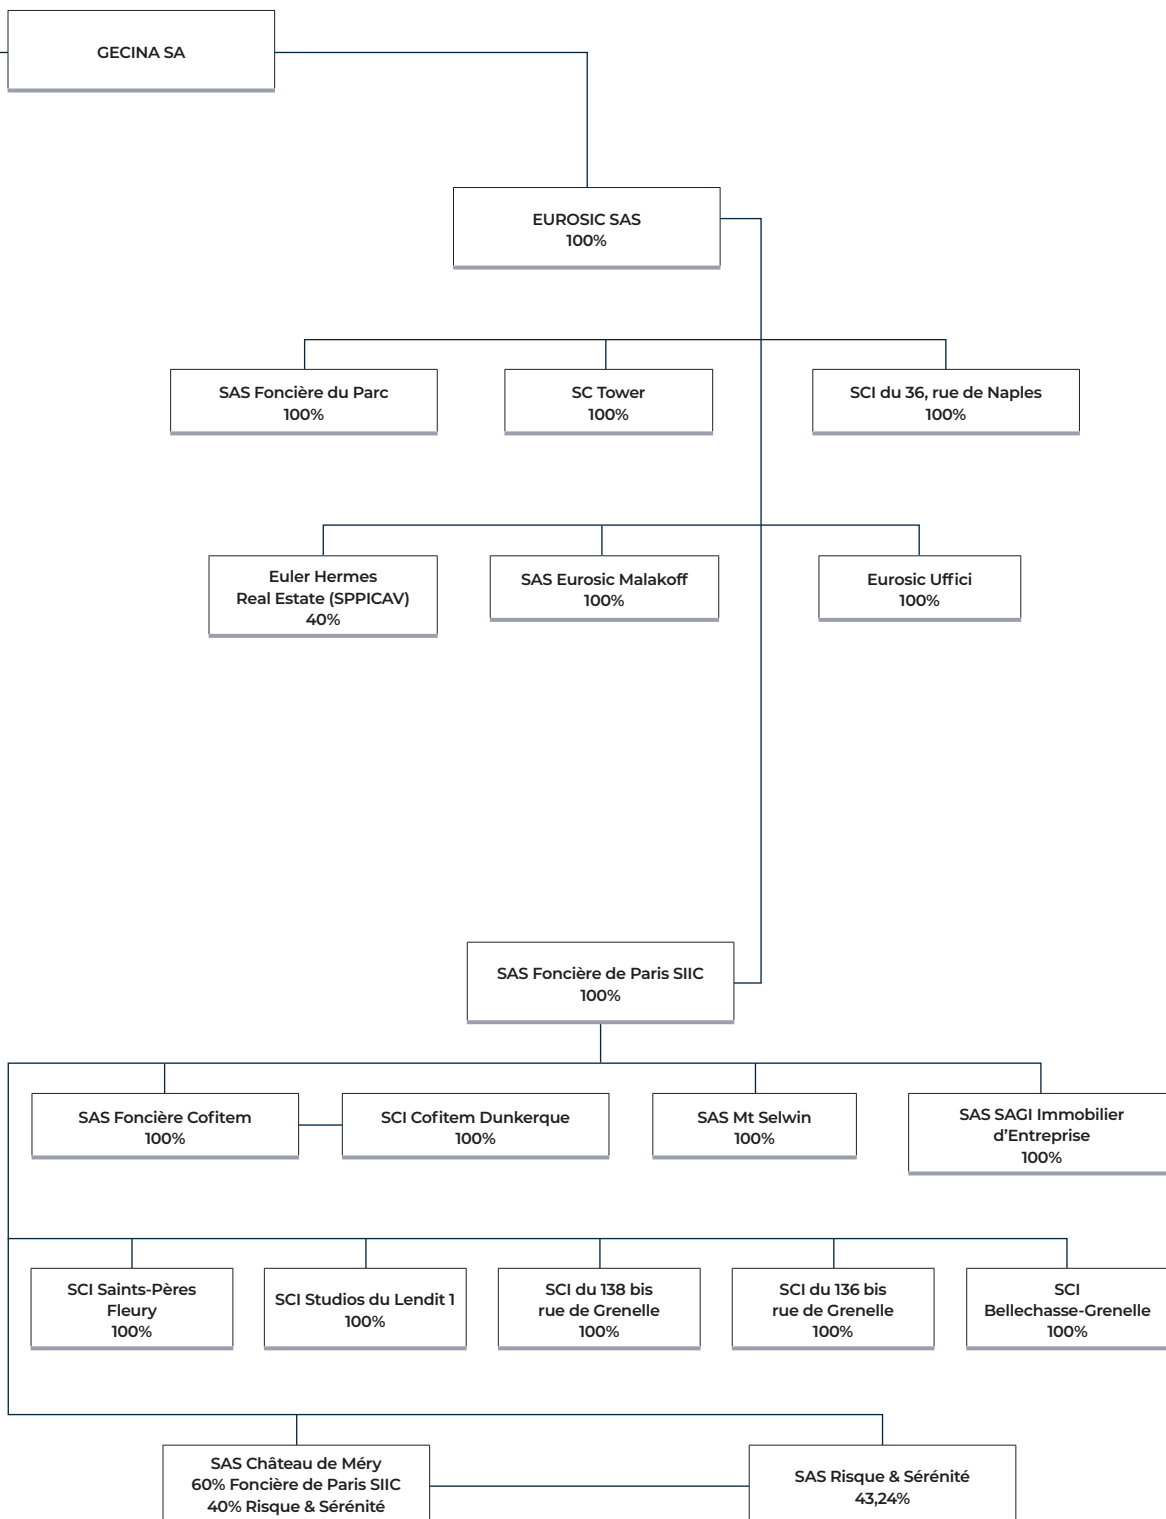 GECINA SA
EUROSIC SAS
100%
SAS Foncière du Parc
100%
SC Tower
100%
SCI du 36, rue de Naples
100%
Euler Hermes
Real Estate (SPPICAV)
40%
SAS Eurosic Malakoff
100%
Eurosic Uffici
100%
SAS Foncière de Paris SIIC
100%
SAS Foncière Cofitem
100%
SCI Cofitem Dunkerque
100%
SAS Mt Selwin
100%
SAS SAGI Immobilier
d’Entreprise
100%
SCI Saints-Pères
Fleury
100%
SCI Studios du Lendit 1
100%
SCI du 138 bis
rue de Grenelle
100%
SCI du 136 bis
rue de Grenelle
100%
SCI
Bellechasse-Grenelle
100%
SAS Château de Méry
60% Foncière de Paris SIIC
40% Risque & Sérénité
SAS Risque & Sérénité
43,24%